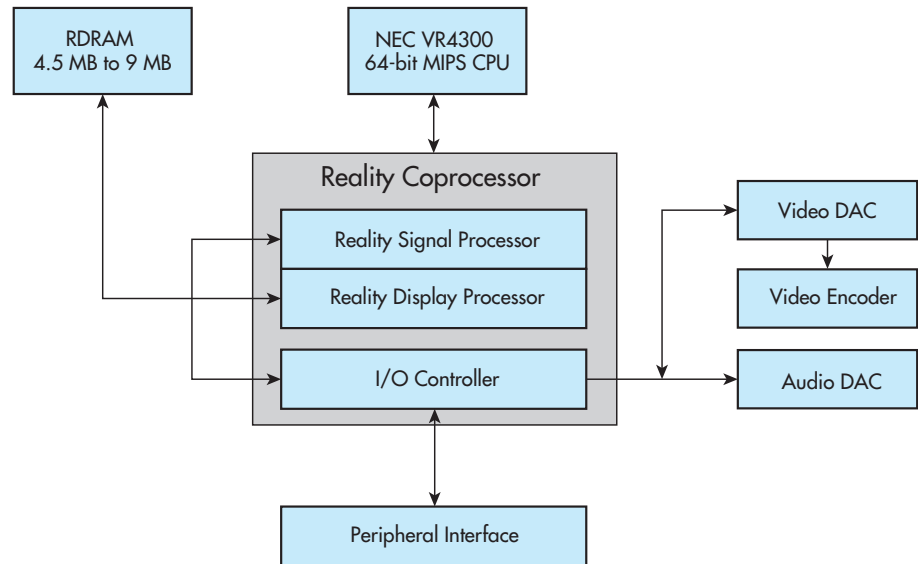 RDRAM
4.5 MB to 9 MB
NEC VR4300
64-bit MIPS CPU
Reality Coprocessor
Reality Signal Processor
Reality Display Processor
I/O Controller
Video DAC
Video Encoder
Audio DAC
Peripheral Interface